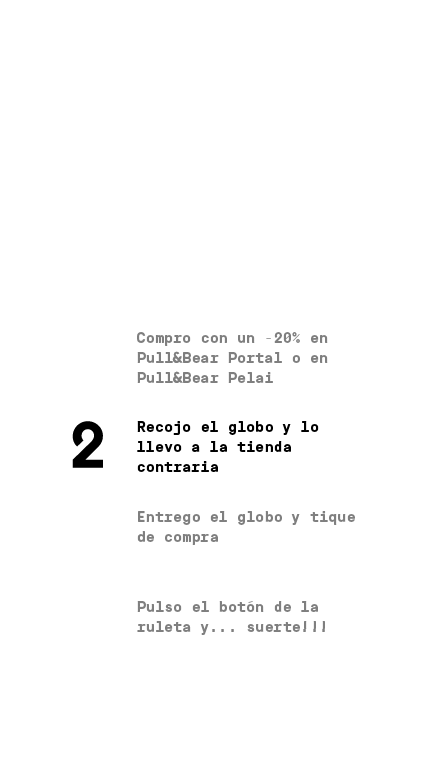 Compro con un -20% en
Pull&Bear Portal o en
Pull&Bear Pelai
2
Recojo el globo y lo
llevo a la tienda
contraria
Entrego el globo y tique
de compra
Pulso el botón de la
ruleta y... suerte!!!